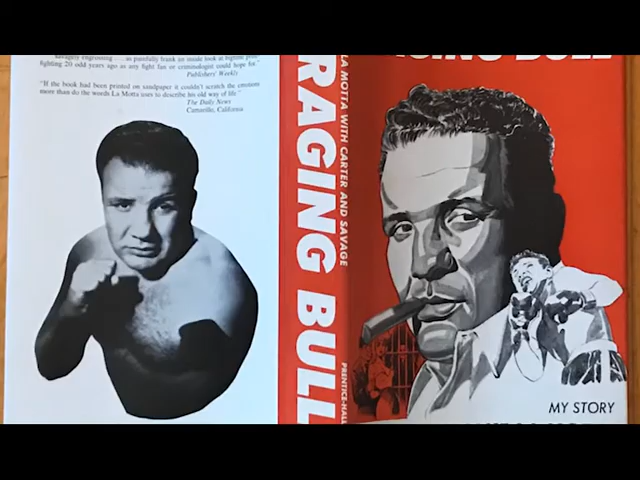 "savagely engrossing . . . as painfully frank an inside look at bigtime prize-
fighting 20 odd years ago as any fight fan or criminologist could hope for."
Publishers' Weekly
"If the book had been printed on sandpaper it couldn't scratch the emotions
more than do the words La Motta uses to describe his old way of life."
The Daily News
Camarillo, California
LA MOTTA WITH CARTER AND SAVAGE
RAGING BULL
PRENTICE-HALL
RAGING BULL
MY STORY